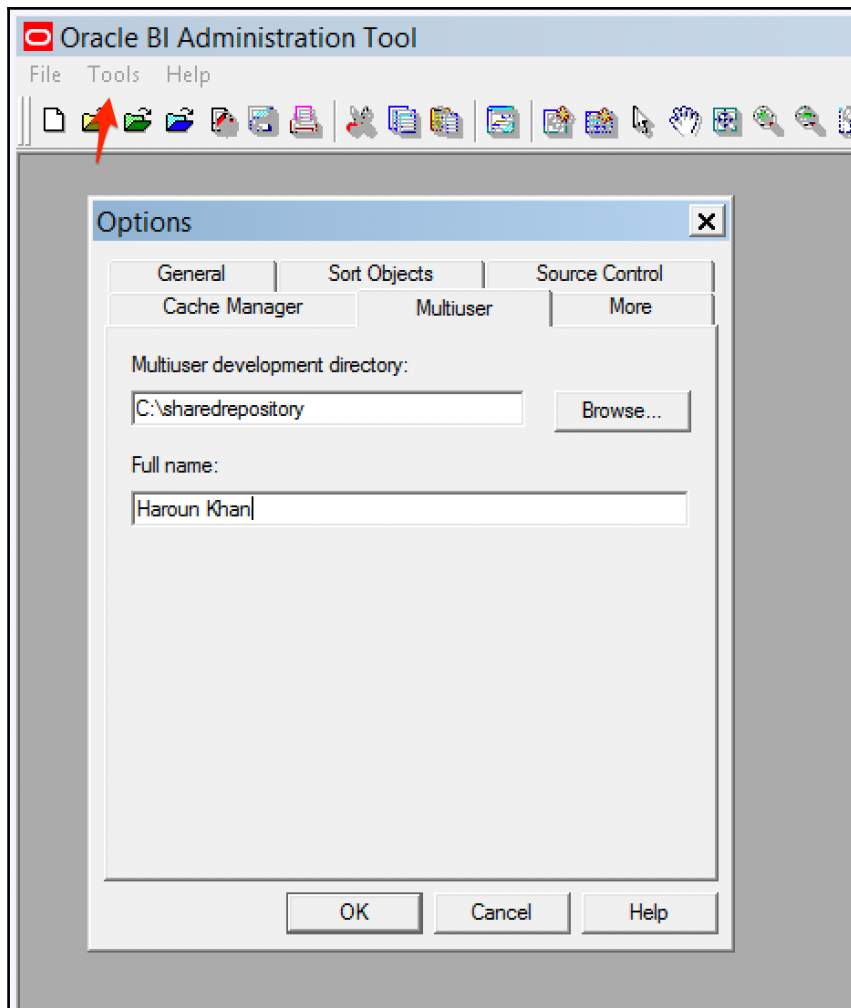 Oracle BI Administration Tool
File Tools Help
Options
General Sort Objects Source Control
Cache Manager Multiuser More
Multiuser development directory:
C:\sharedrepository Browse...
Full name:
Haroun Khan
OK Cancel Help